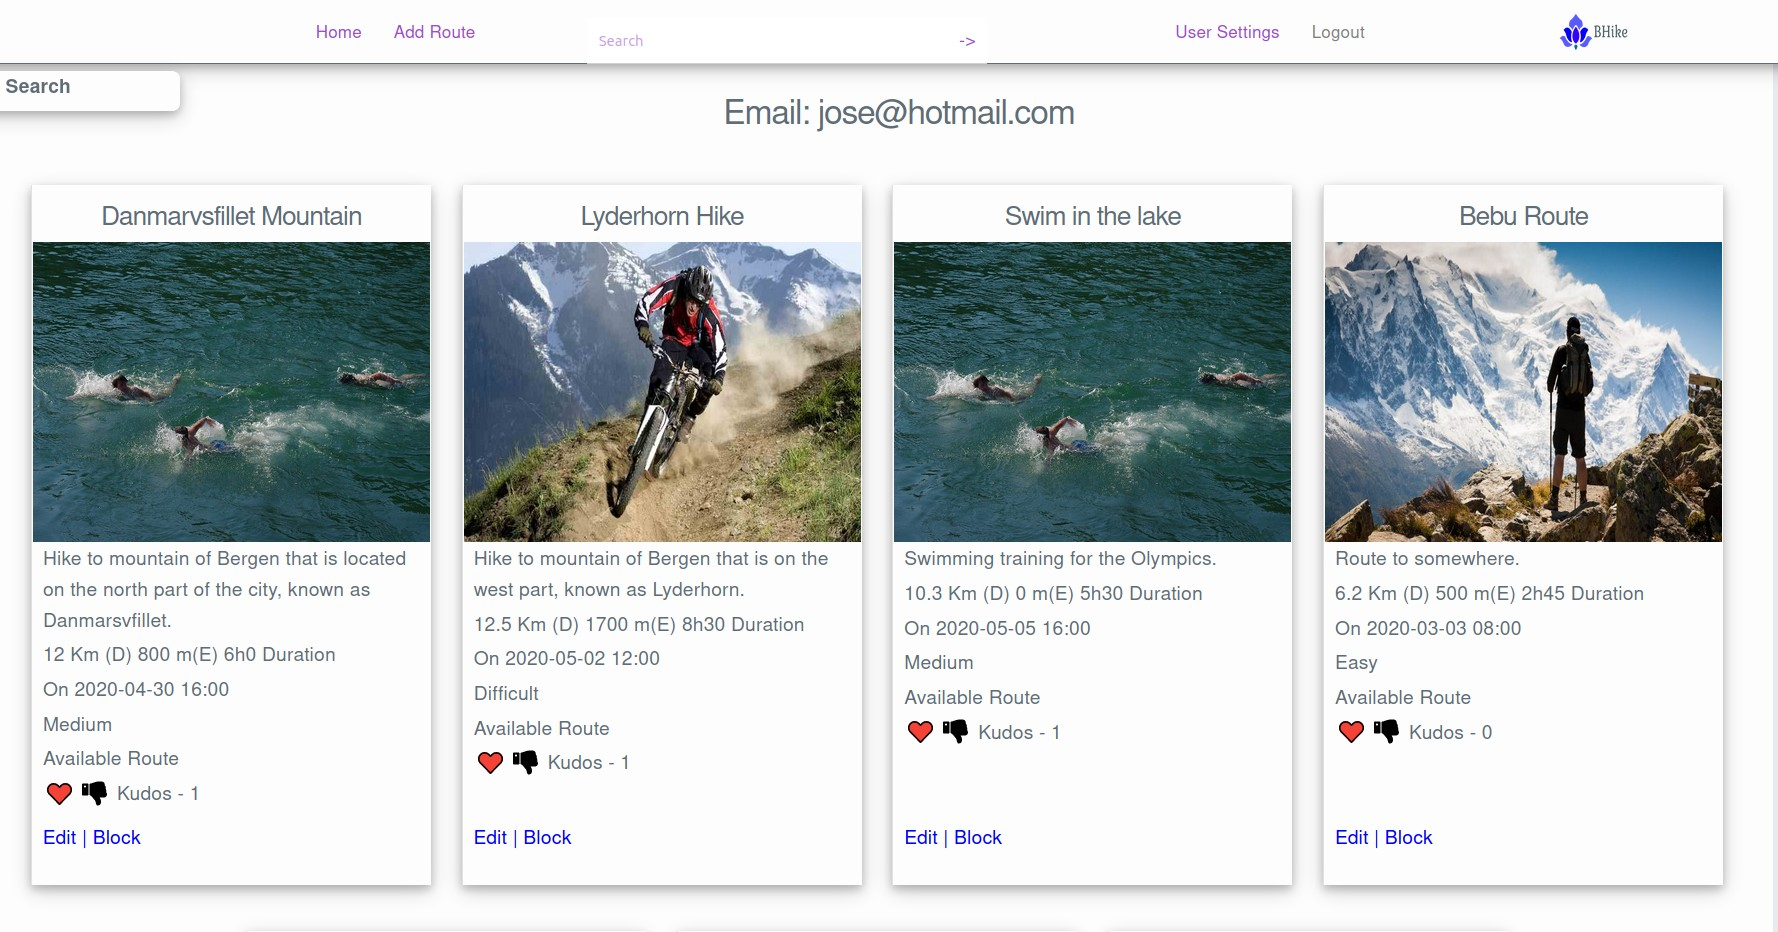 Home
Add Route
Search
->
User Settings
Logout
BHike
Search
Email: jose@hotmail.com
Danmarvsfillet Mountain
Hike to mountain of Bergen that is located
on the north part of the city, known as
Danmarsvfillet.
12 Km (D) 800 m(E) 6h0 Duration
On 2020-04-30 16:00
Medium
Available Route
Kudos - 1
Edit | Block
Lyderhorn Hike
Hike to mountain of Bergen that is on the
west part, known as Lyderhorn.
12.5 Km (D) 1700 m(E) 8h30 Duration
On 2020-05-02 12:00
Difficult
Available Route
Kudos - 1
Edit | Block
Swim in the lake
Swimming training for the Olympics.
10.3 Km (D) 0 m(E) 5h30 Duration
On 2020-05-05 16:00
Medium
Available Route
Kudos - 1
Edit | Block
Bebu Route
Route to somewhere.
6.2 Km (D) 500 m(E) 2h45 Duration
On 2020-03-03 08:00
Easy
Available Route
Kudos - 0
Edit | Block